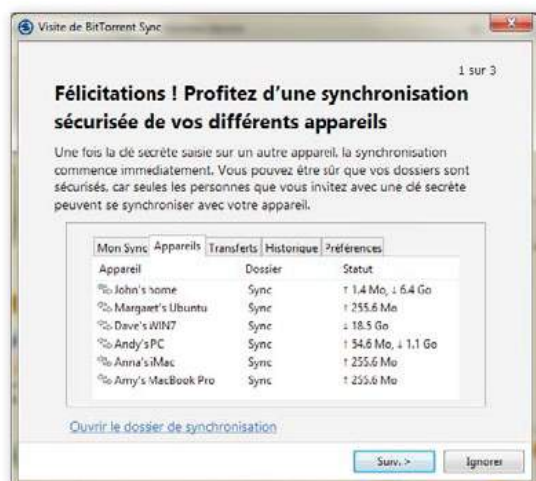 Visite de BitTorrent Sync
1 sur 3
Félicitations ! Profitez d'une synchronisation
sécurisée de vos différents appareils
Une fois la clé secrète saisie sur un autre appareil, la synchronisation
commence immediatement. Vous pouvez être sûr que vos dossiers sont
sécurisés, car seules les personnes que vous invitez avec une clé secrète
peuvent se synchroniser avec votre appareil.
Mon Sync Appareils Transferts Historique Préférences
Appareil Dossier Statut
John's home Sync ↑ 1.4 Mo, ↓ 6.4 Go
Margaret's Ubuntu Sync ↑ 255.6 Mo
Dave's WIN7 Sync ↓ 18.5 Go
Andy's PC Sync ↑ 54.6 Mo, ↓ 1.1 Go
Anna's iMac Sync ↑ 255.6 Mo
Amy's MacBook Pro Sync ↑ 255.6 Mo
Ouvrir le dossier de synchronisation
Suiv. > Ignorer